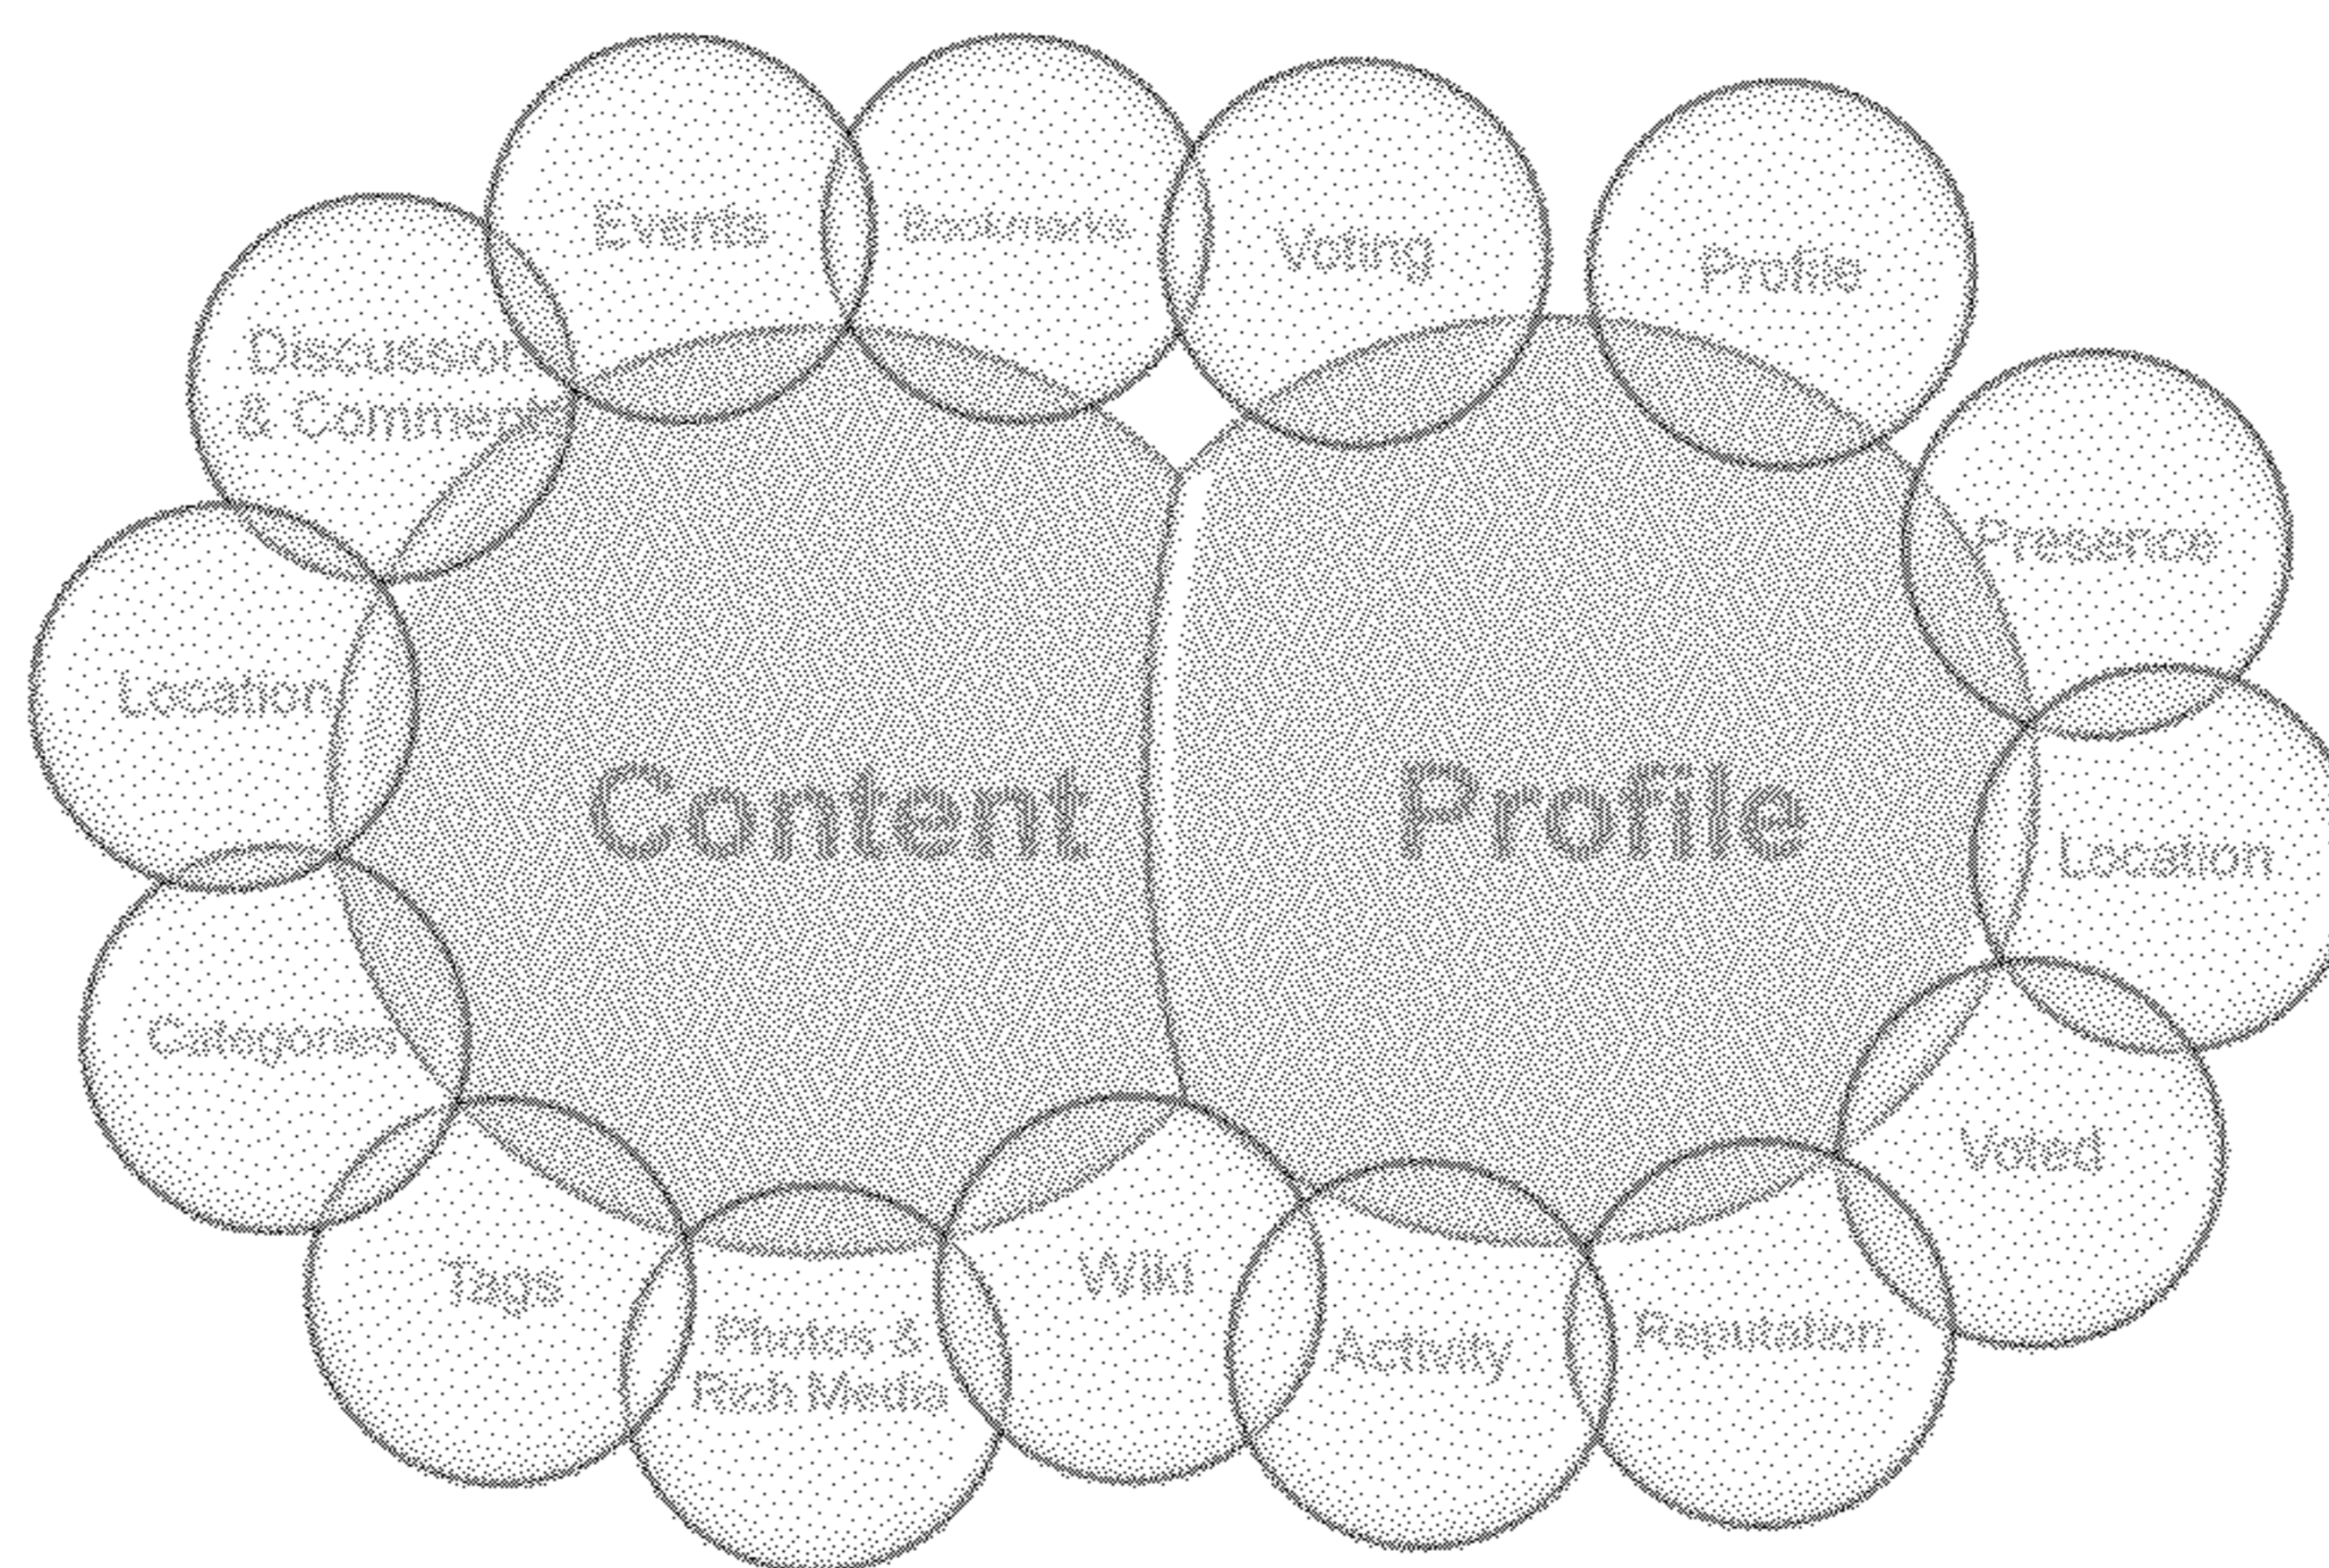 Events
Bookmarks
Voting
Profile
Discussion
& Comment
Presence
Location
Content
Profile
Location
Categories
Voted
Tags
Wiki
Photos &
Rich Media
Activity
Reputation